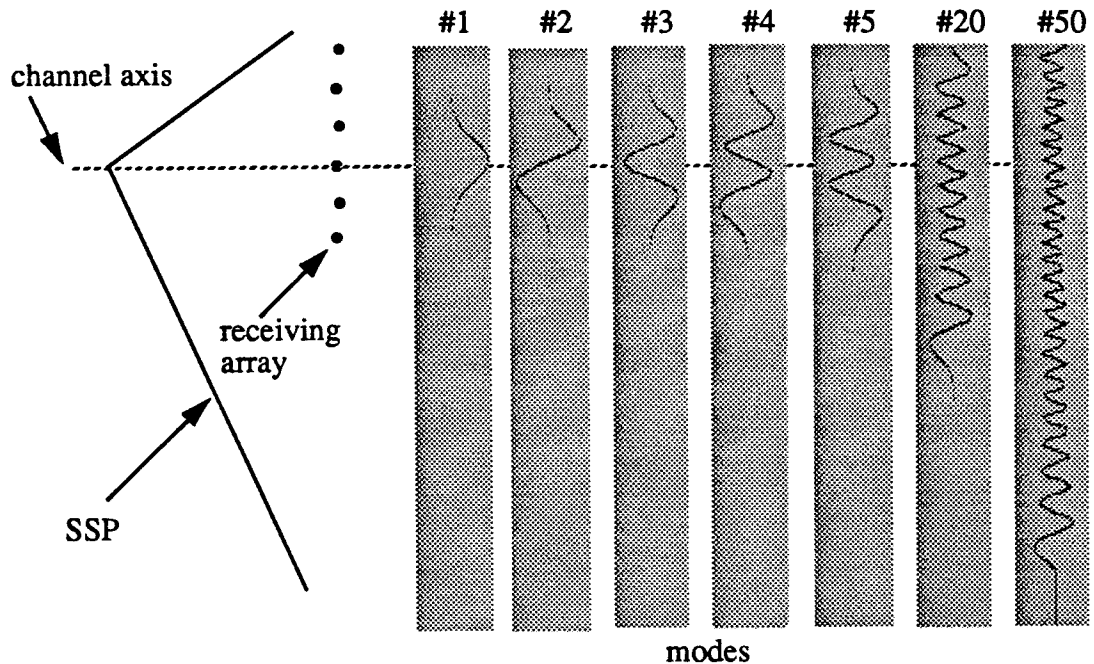 #1 #2 #3 #4 #5 #20 #50
channel axis
receiving
array
SSP
modes